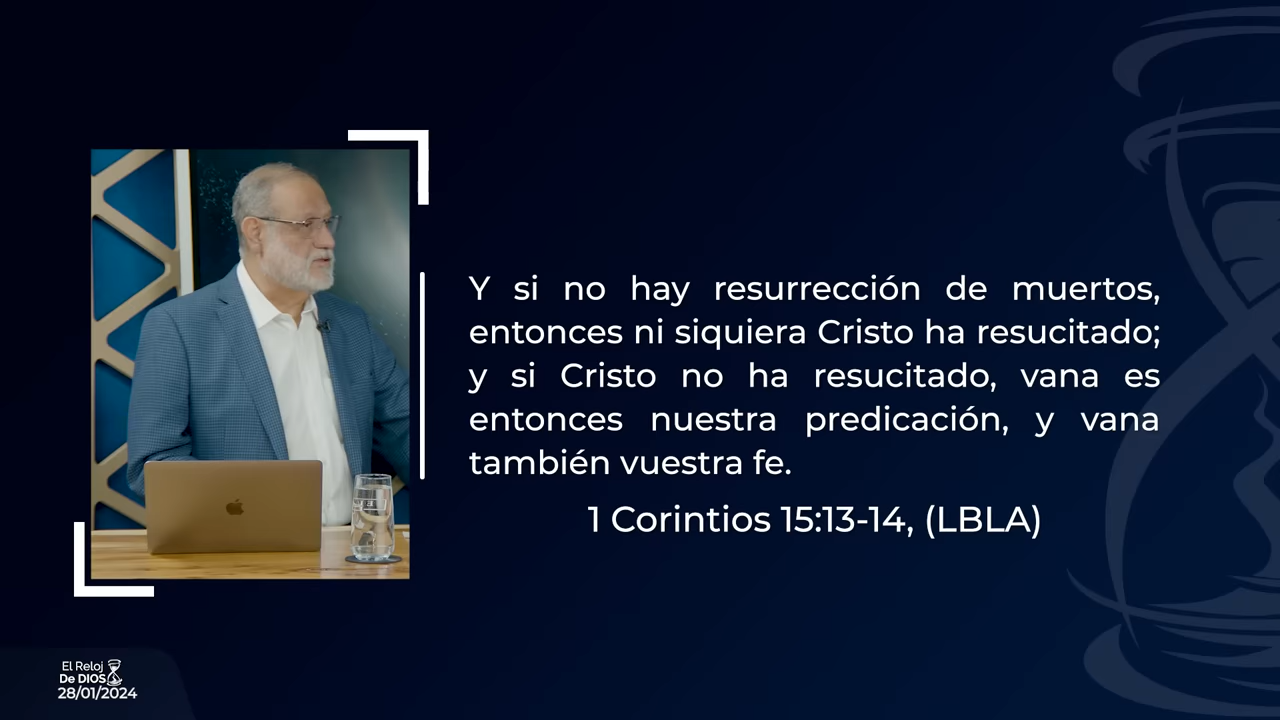 Y si no hay resurrección de muertos,
entonces ni siquiera Cristo ha resucitado;
y si Cristo no ha resucitado, vana es
entonces nuestra predicación, y vana
también vuestra fe.
1 Corintios 15:13-14, (LBLA)
El Reloj
De DIOS
28/01/2024